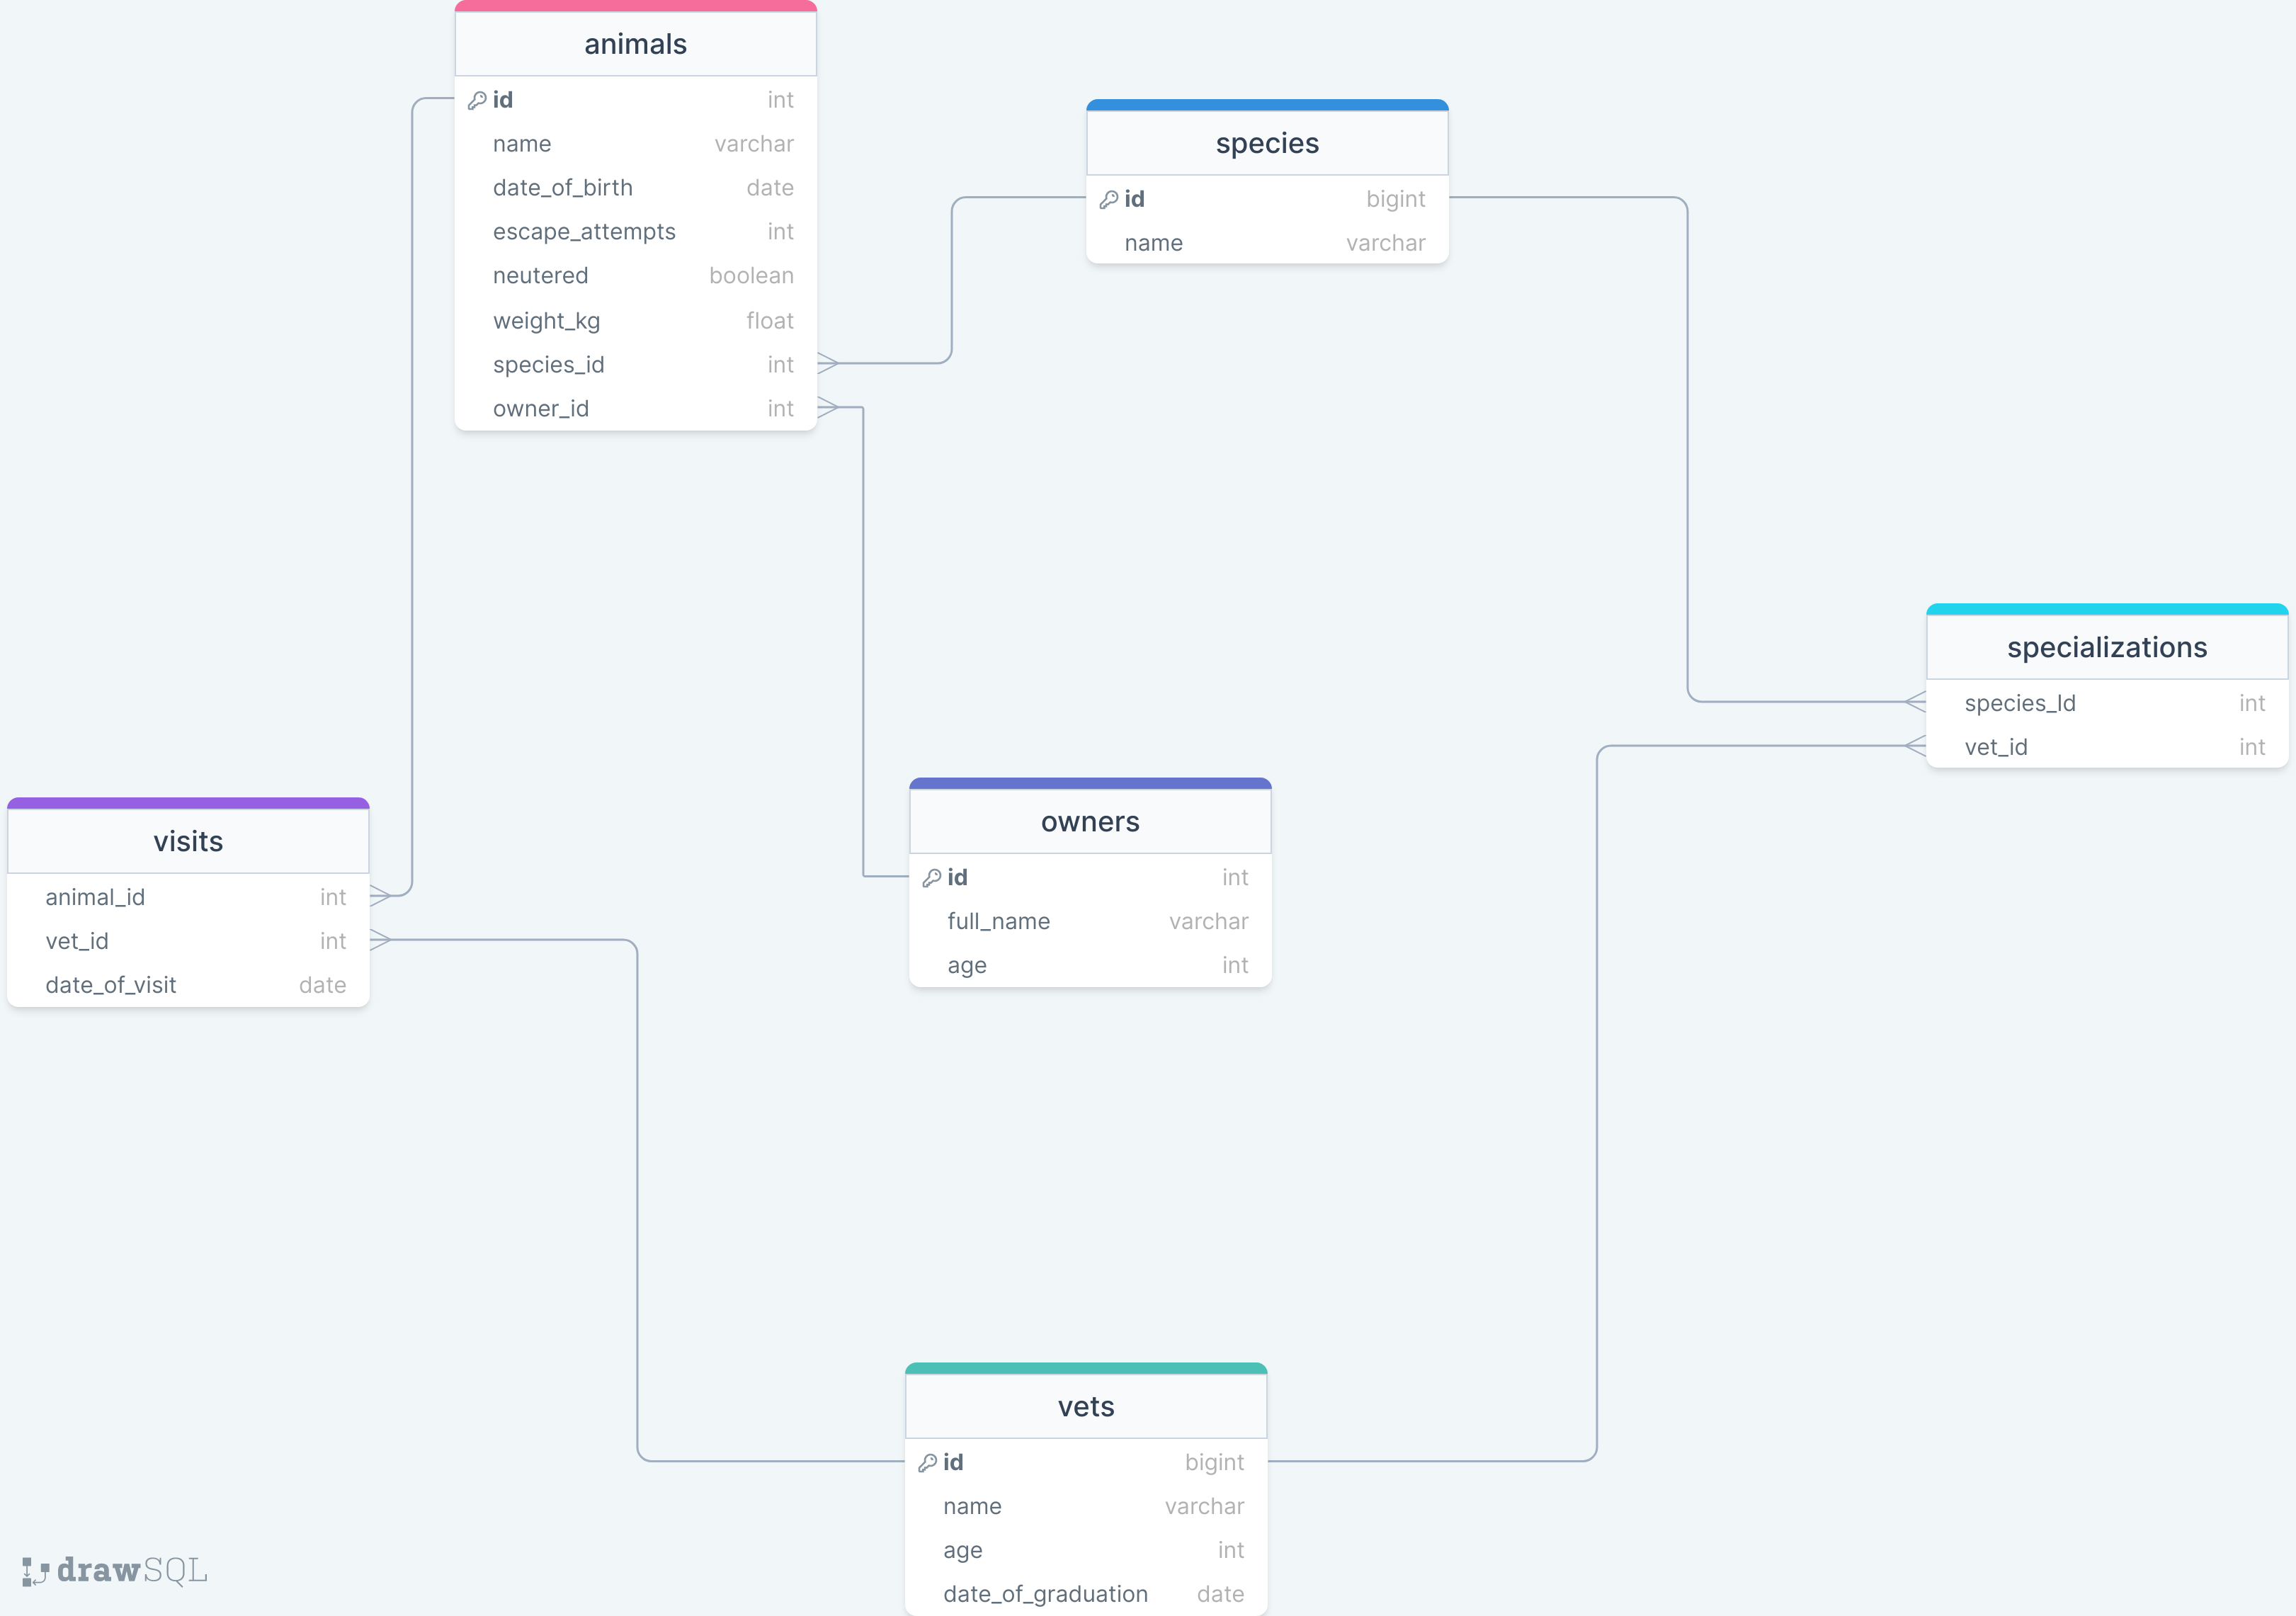 animals
id int
name varchar
date_of_birth date
escape_attempts int
neutered boolean
weight_kg float
species_id int
owner_id int
species
id bigint
name varchar
specializations
species_Id int
vet_id int
owners
id int
full_name varchar
age int
visits
animal_id int
vet_id int
date_of_visit date
vets
id bigint
name varchar
age int
date_of_graduation date
drawSQL